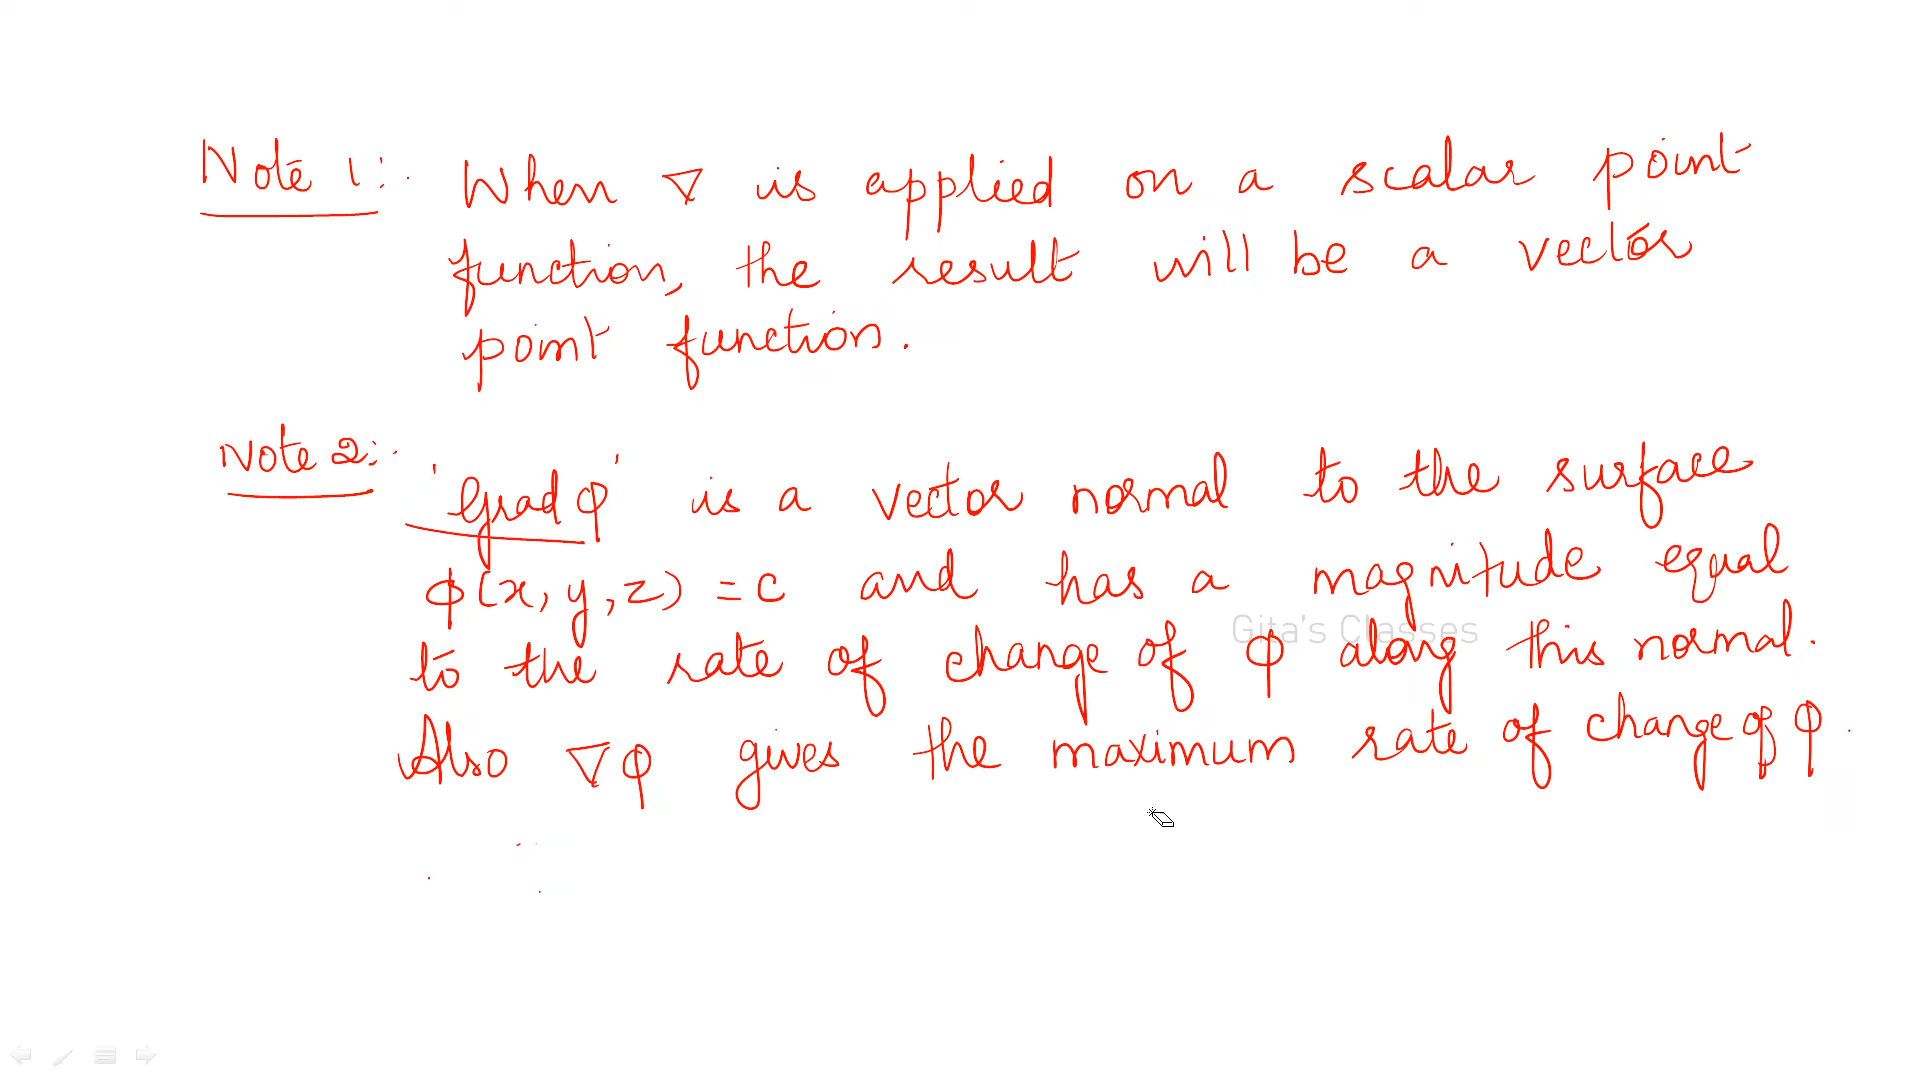 Note 1:. When ∇ is applied on a scalar point
function, the result will be a vector
point function.
Note 2:. 'Grad φ' is a vector normal to the surface
φ(x, y, z) = c and has a magnitude equal
Gita's Classes
to the rate of change of φ along this normal.
Also ∇φ gives the maximum rate of change of φ.